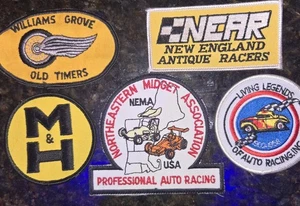 WILLIAMS GROVE
OLD TIMERS
NEAR
NEW ENGLAND
ANTIQUE RACERS
M
&
H
NORTHEASTERN MIDGET ASSOCIATION
NEMA
USA
PROFESSIONAL AUTO RACING
LIVING LEGENDS
OF AUTO RACING, INC